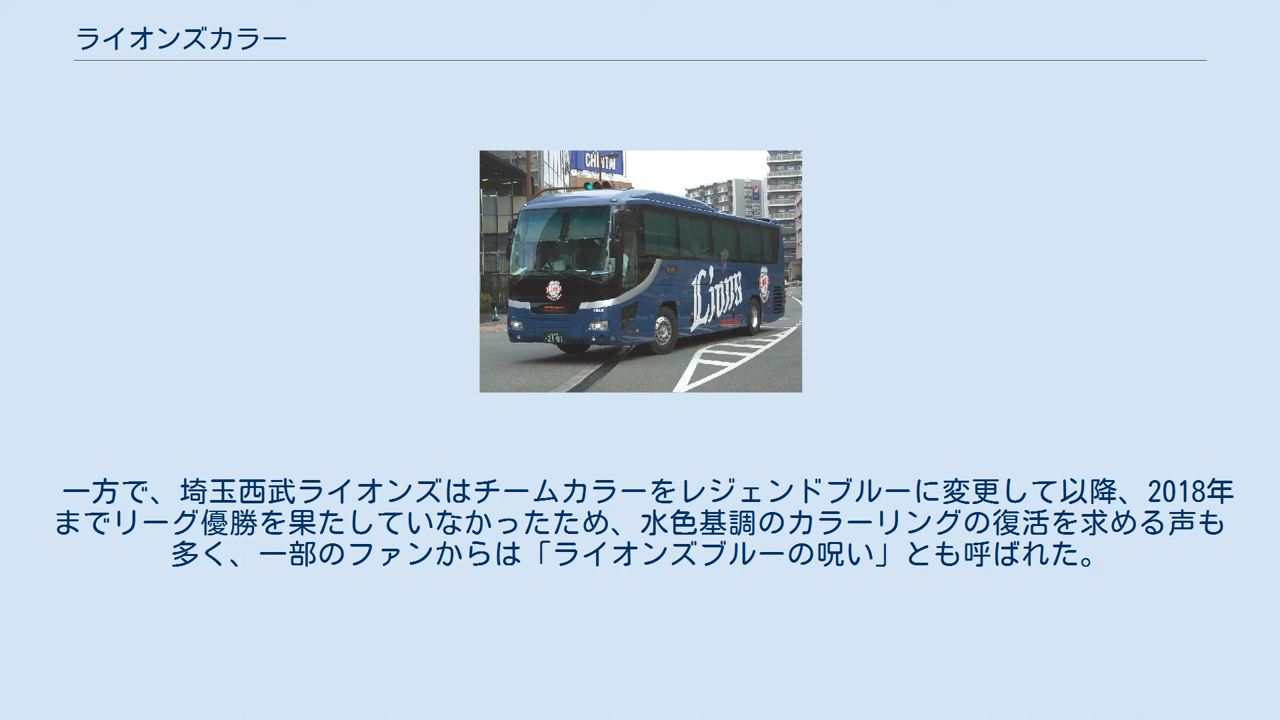 ライオンズカラー
Lions
一方で、埼玉西武ライオンズはチームカラーをレジェンドブルーに変更して以降、2018年
までリーグ優勝を果たしていなかったため、水色基調のカラーリングの復活を求める声も
多く、一部のファンからは「ライオンズブルーの呪い」とも呼ばれた。